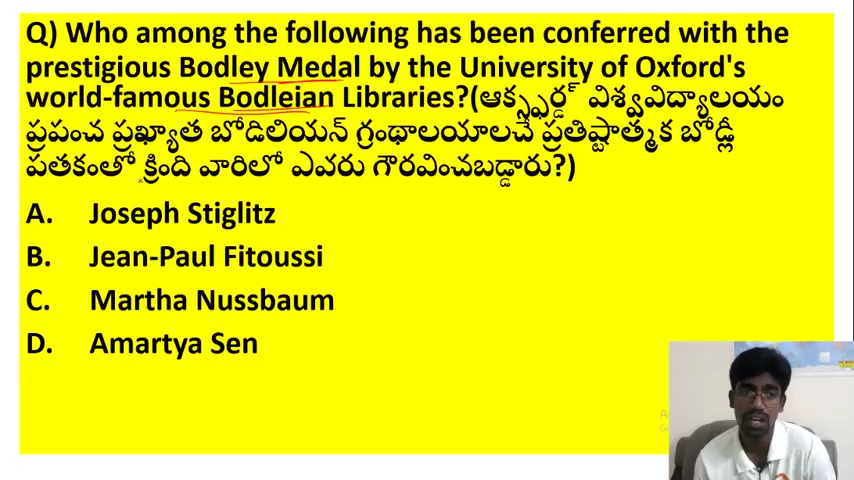 Q) Who among the following has been conferred with the
prestigious Bodley Medal by the University of Oxford's
world-famous Bodleian Libraries?(ఆక్స్ఫర్డ్ విశ్వవిద్యాలయం
ప్రపంచ ప్రఖ్యాత బోడిలియన్ గ్రంథాలయాలచే ప్రతిష్టాత్మక బోడ్లీ
పతకంతో క్రింది వారిలో ఎవరు గౌరవించబడ్డారు?)
A. Joseph Stiglitz
B. Jean-Paul Fitoussi
C. Martha Nussbaum
D. Amartya Sen